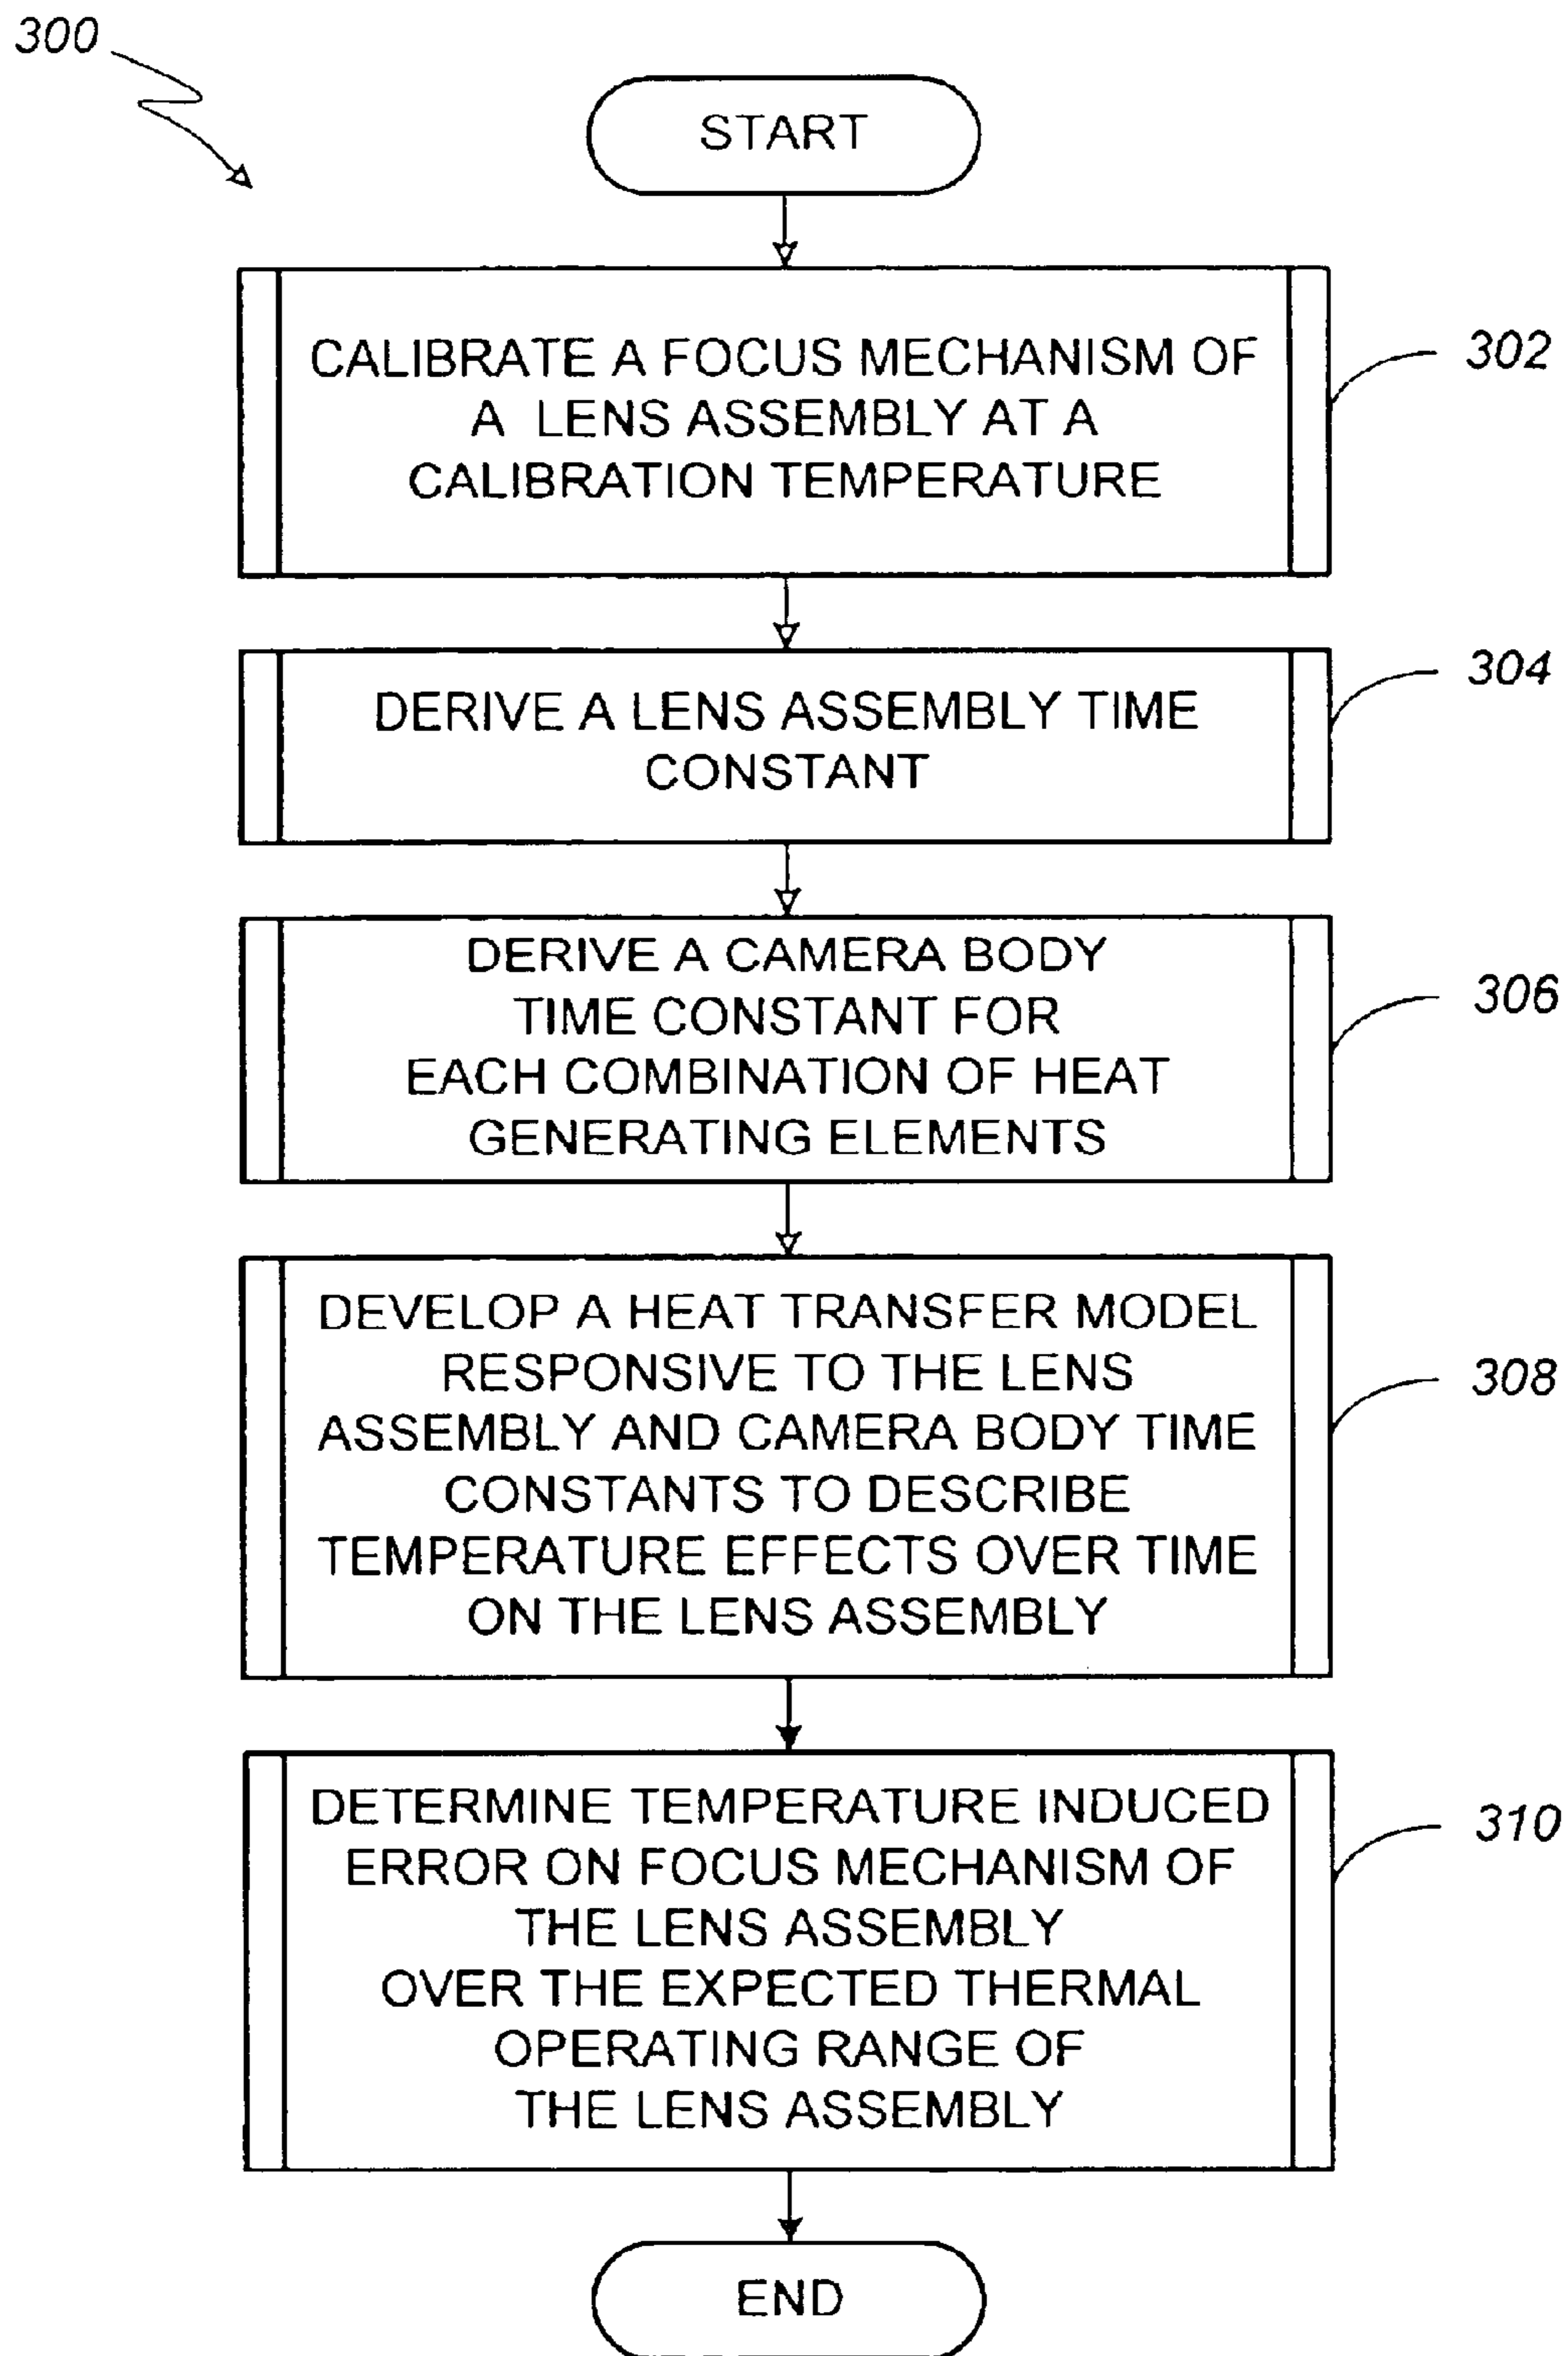 300
START
CALIBRATE A FOCUS MECHANISM OF
A LENS ASSEMBLY AT A
CALIBRATION TEMPERATURE
302
DERIVE A LENS ASSEMBLY TIME
CONSTANT
304
DERIVE A CAMERA BODY
TIME CONSTANT FOR
EACH COMBINATION OF HEAT
GENERATING ELEMENTS
306
DEVELOP A HEAT TRANSFER MODEL
RESPONSIVE TO THE LENS
ASSEMBLY AND CAMERA BODY TIME
CONSTANTS TO DESCRIBE
TEMPERATURE EFFECTS OVER TIME
ON THE LENS ASSEMBLY
308
DETERMINE TEMPERATURE INDUCED
ERROR ON FOCUS MECHANISM OF
THE LENS ASSEMBLY
OVER THE EXPECTED THERMAL
OPERATING RANGE OF
THE LENS ASSEMBLY
310
END